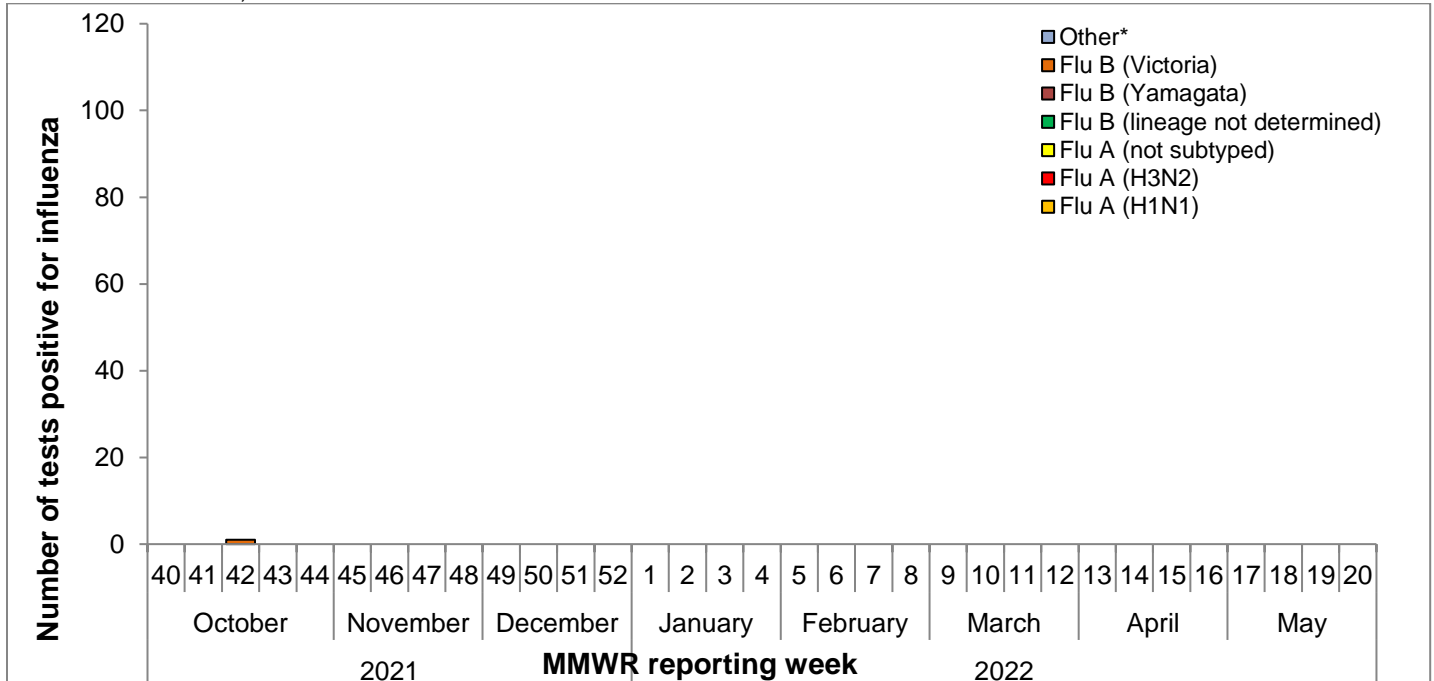 120
100
80
60
40
20
0
Number of tests positive for influenza
Other*
Flu B (Victoria)
Flu B (Yamagata)
Flu B (lineage not determined)
Flu A (not subtyped)
Flu A (H3N2)
Flu A (H1N1)
40 41 42 43 44 45 46 47 48 49 50 51 52 1 2 3 4 5 6 7 8 9 10 11 12 13 14 15 16 17 18 19 20
October November December January February March April May
2021 MMWR reporting week 2022